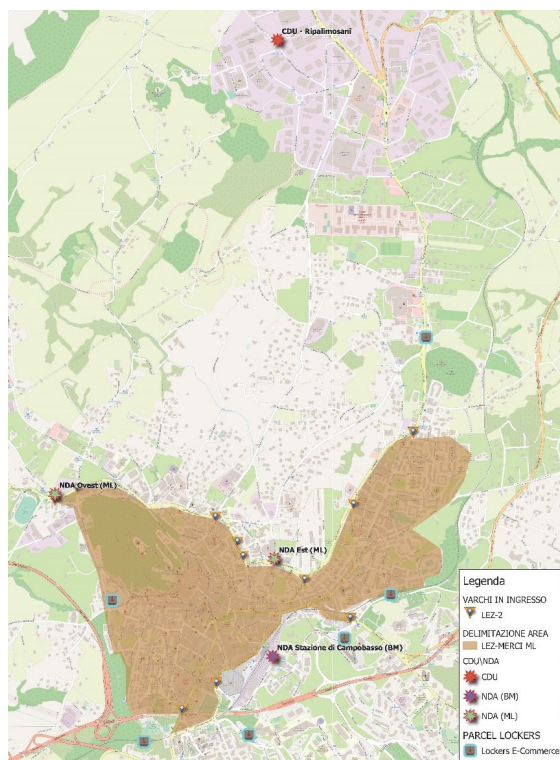 CDU - Ripalimosani
NDA Ovest (ML)
NDA Est (ML)
NDA Stazione di Campobasso (BM)
Legenda
VARCHI IN INGRESSO
LEZ-2
DELIMITAZIONE AREA
LEZ-MERCI ML
CDU\NDA
CDU
NDA (BM)
NDA (ML)
PARCEL LOCKERS
Lockers E-Commerce